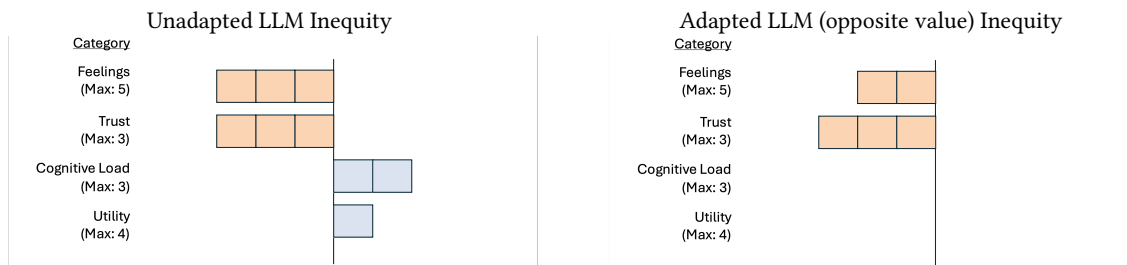 Unadapted LLM Inequity
Category
Feelings
(Max: 5)
Trust
(Max: 3)
Cognitive Load
(Max: 3)
Utility
(Max: 4)
Adapted LLM (opposite value) Inequity
Category
Feelings
(Max: 5)
Trust
(Max: 3)
Cognitive Load
(Max: 3)
Utility
(Max: 4)